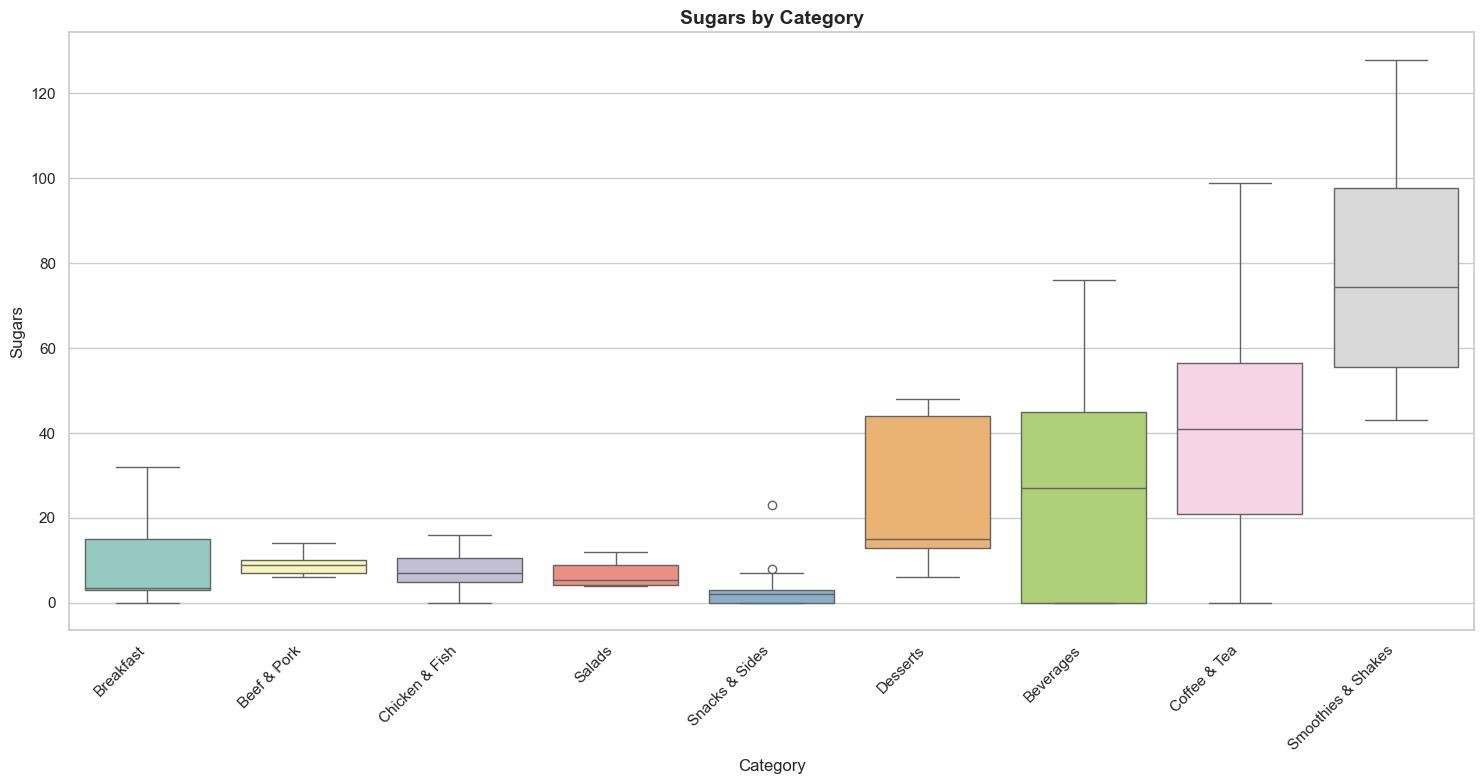 Sugars by Category
Sugars
120
100
80
60
40
20
0
Breakfast
Beef & Pork
Chicken & Fish
Salads
Snacks & Sides
Desserts
Beverages
Coffee & Tea
Smoothies & Shakes
Category